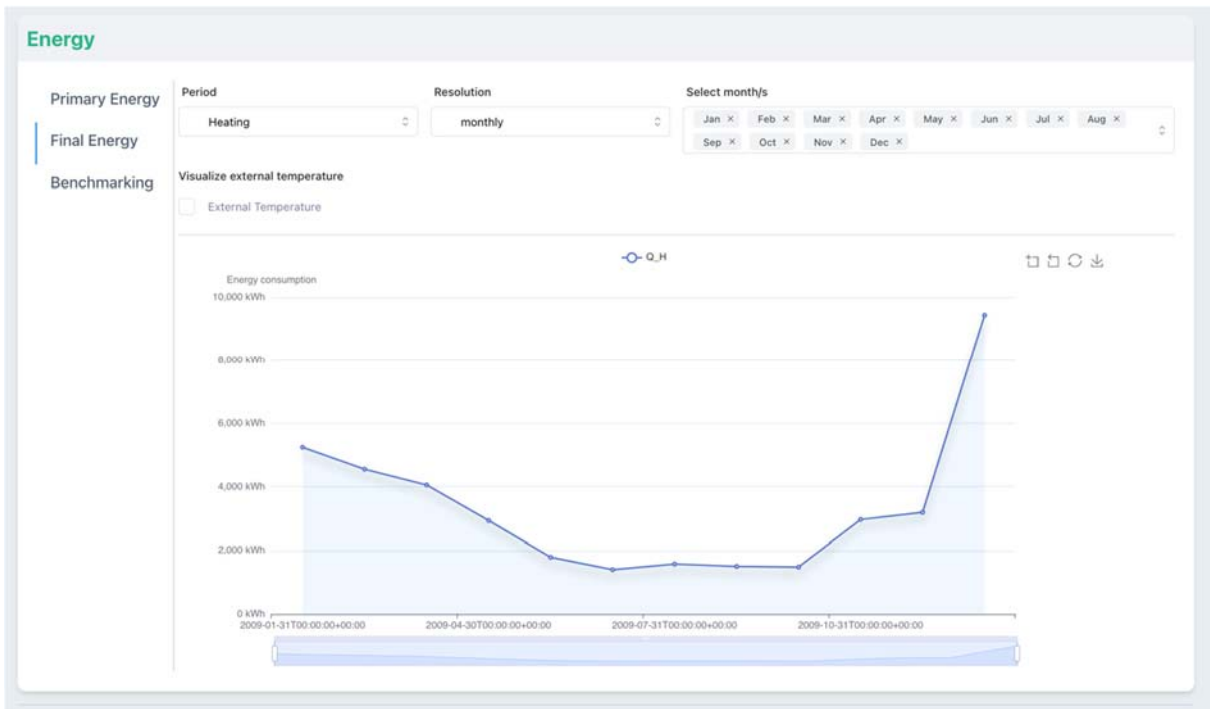 Energy
Primary Energy
Final Energy
Benchmarking
Period
Resolution
Select month/s
Heating
monthly
Jan × Feb × Mar × Apr × May × Jun × Jul × Aug ×
Sep × Oct × Nov × Dec ×
Visualize external temperature
External Temperature
Q_H
Energy consumption
10,000 kWh
8,000 kWh
6,000 kWh
4,000 kWh
2,000 kWh
0 kWh
2009-01-31T00:00:00+00:00 2009-04-30T00:00:00+00:00 2009-07-31T00:00:00+00:00 2009-10-31T00:00:00+00:00